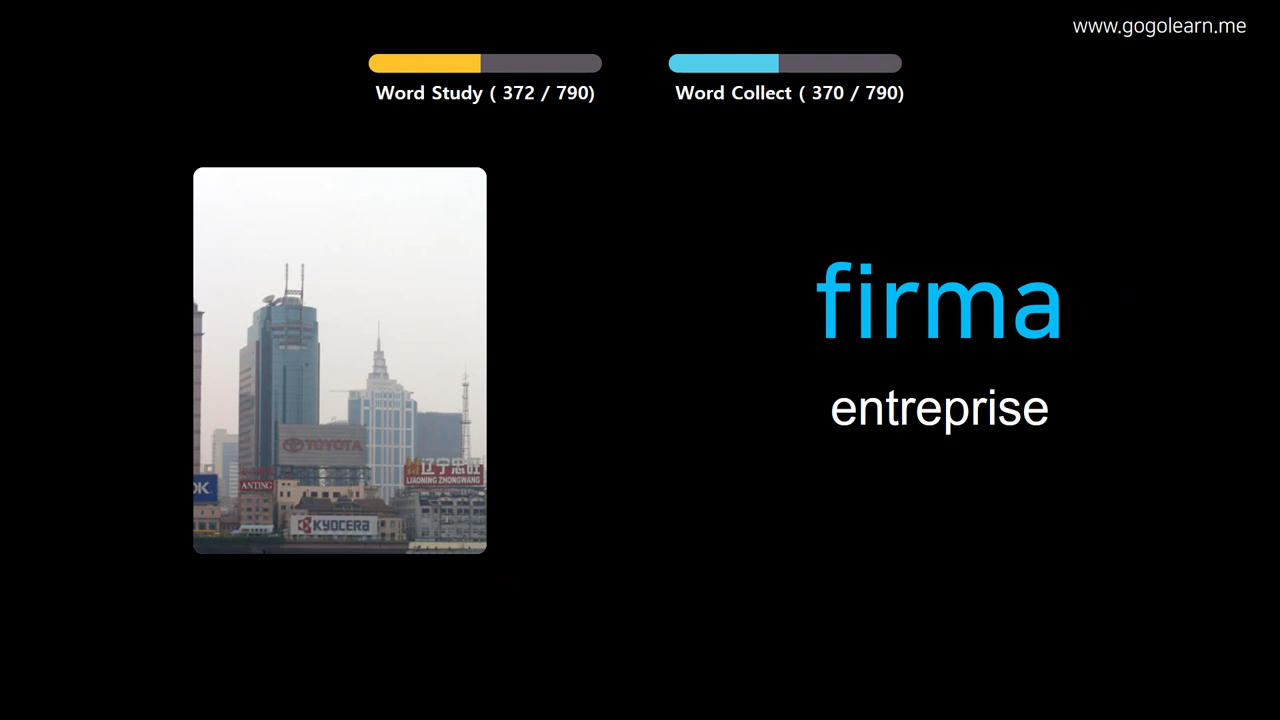 www.gogolearn.me
Word Study ( 372 / 790)
Word Collect ( 370 / 790)
firma
entreprise
TOYOTA
辽宁忠旺
LIAONING ZHONGWANG
OK
ANTING
KYOCERA